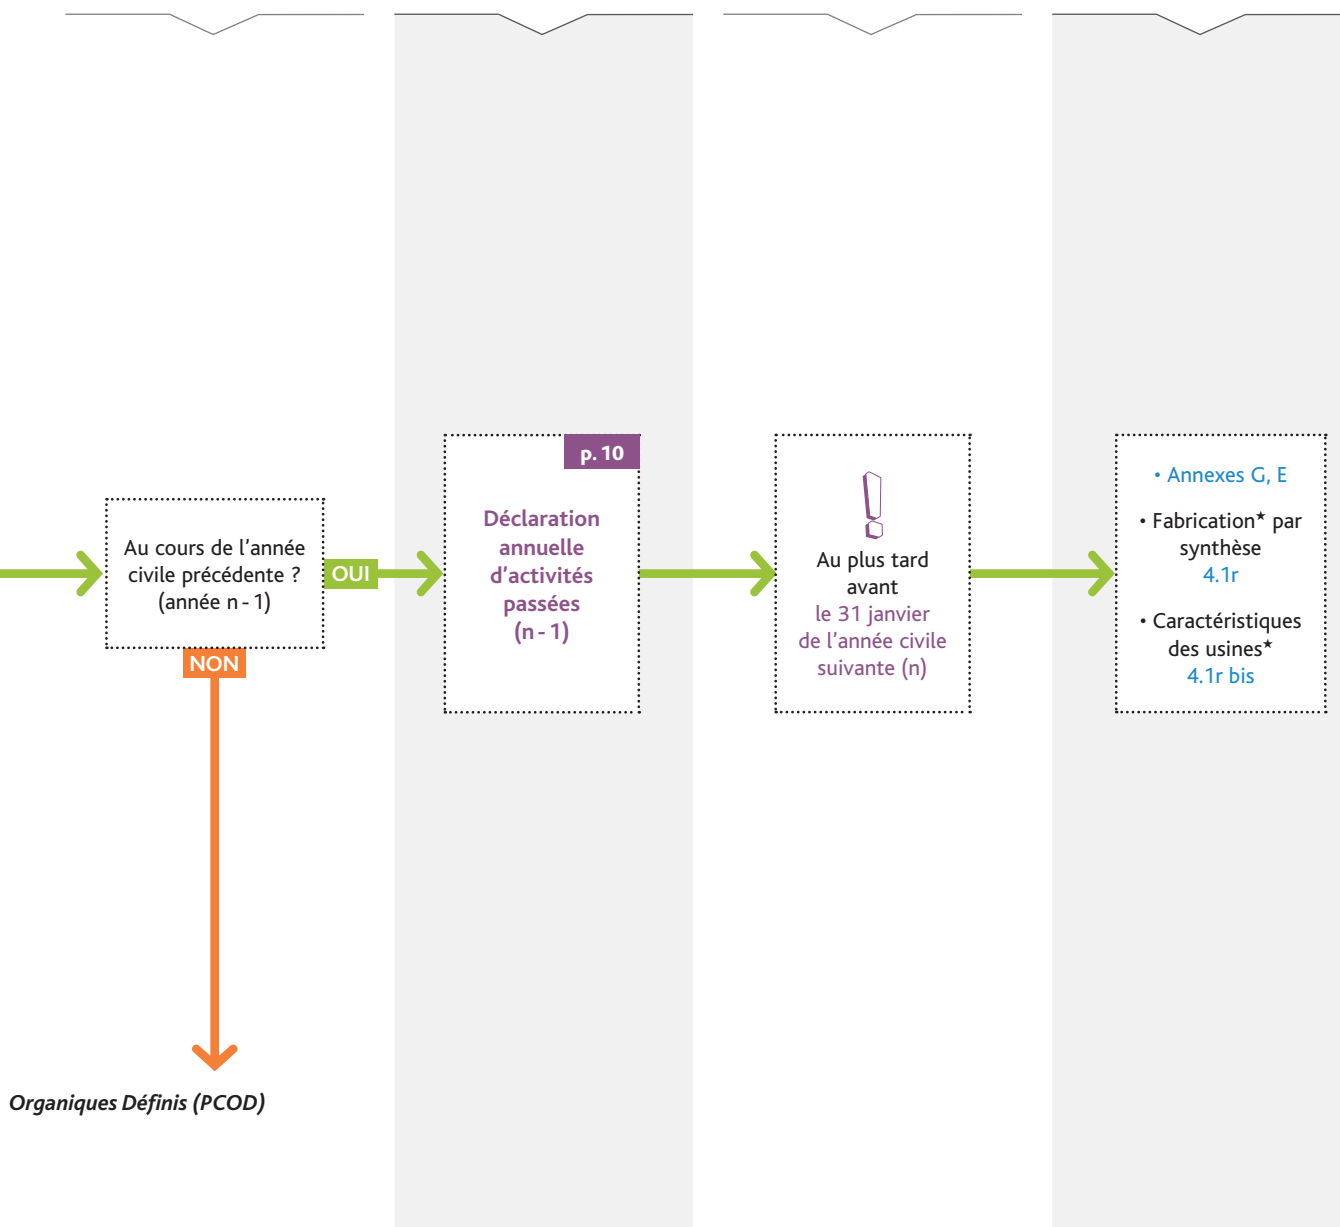 Au cours de l'année
civile précédente ?
(année n - 1)
OUI
NON
p. 10
Déclaration
annuelle
d'activités
passées
(n - 1)
Au plus tard
avant
le 31 janvier
de l'année civile
suivante (n)
• Annexes G, E
• Fabrication★ par
synthèse
4.1r
• Caractéristiques
des usines★
4.1r bis
Organiques Définis (PCOD)